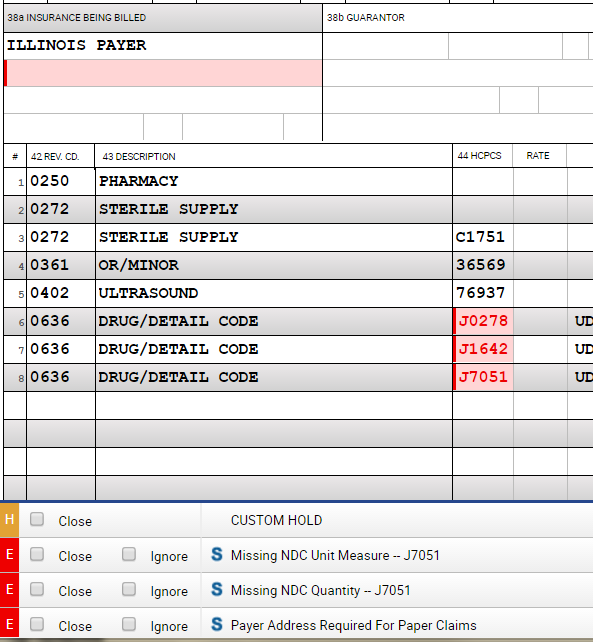 38a INSURANCE BEING BILLED 38b GUARANTOR
ILLINOIS PAYER
# 42 REV. CD. 43 DESCRIPTION 44 HCPCS RATE
1 0250 PHARMACY
2 0272 STERILE SUPPLY
3 0272 STERILE SUPPLY C1751
4 0361 OR/MINOR 36569
5 0402 ULTRASOUND 76937
6 0636 DRUG/DETAIL CODE J0278 UD
7 0636 DRUG/DETAIL CODE J1642 UD
8 0636 DRUG/DETAIL CODE J7051 UD
H Close CUSTOM HOLD
E Close Ignore S Missing NDC Unit Measure -- J7051
E Close Ignore S Missing NDC Quantity -- J7051
E Close Ignore S Payer Address Required For Paper Claims